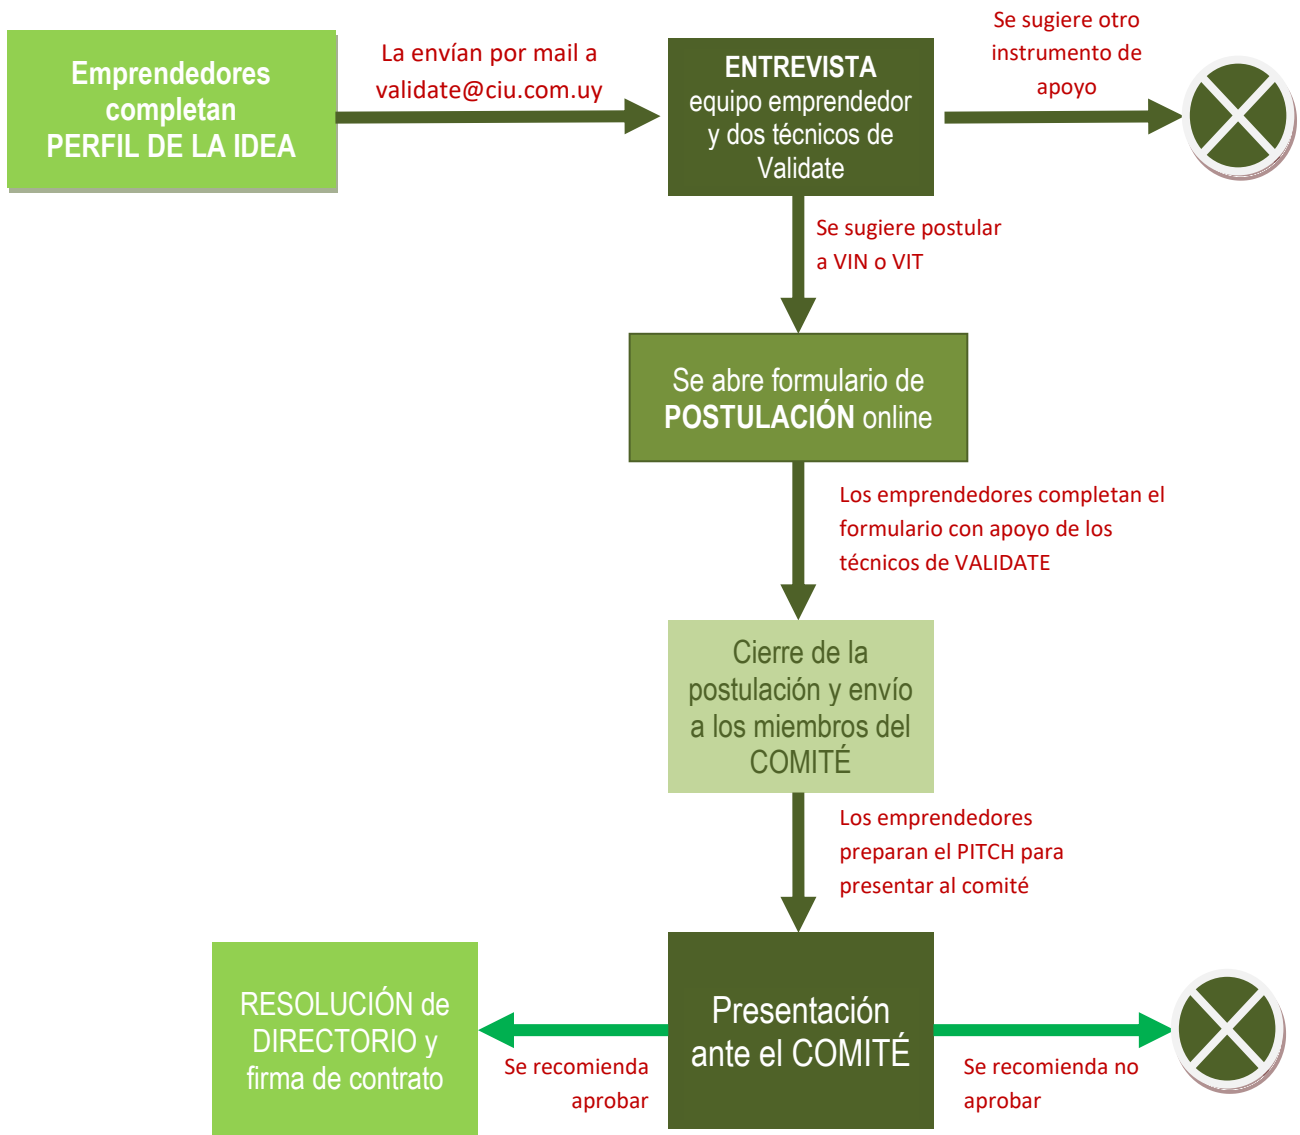 Emprendedores
completan
PERFIL DE LA IDEA
La envían por mail a
validate@ciu.com.uy
ENTREVISTA
equipo emprendedor
y dos técnicos de
Validate
Se sugiere otro
instrumento de
apoyo
Se sugiere postular
a VIN o VIT
Se abre formulario de
POSTULACIÓN online
Los emprendedores completan el
formulario con apoyo de los
técnicos de VALIDATE
Cierre de la
postulación y envío
a los miembros del
COMITÉ
Los emprendedores
preparan el PITCH para
presentar al comité
RESOLUCIÓN de
DIRECTORIO y
firma de contrato
Se recomienda
aprobar
Presentación
ante el COMITÉ
Se recomienda no
aprobar